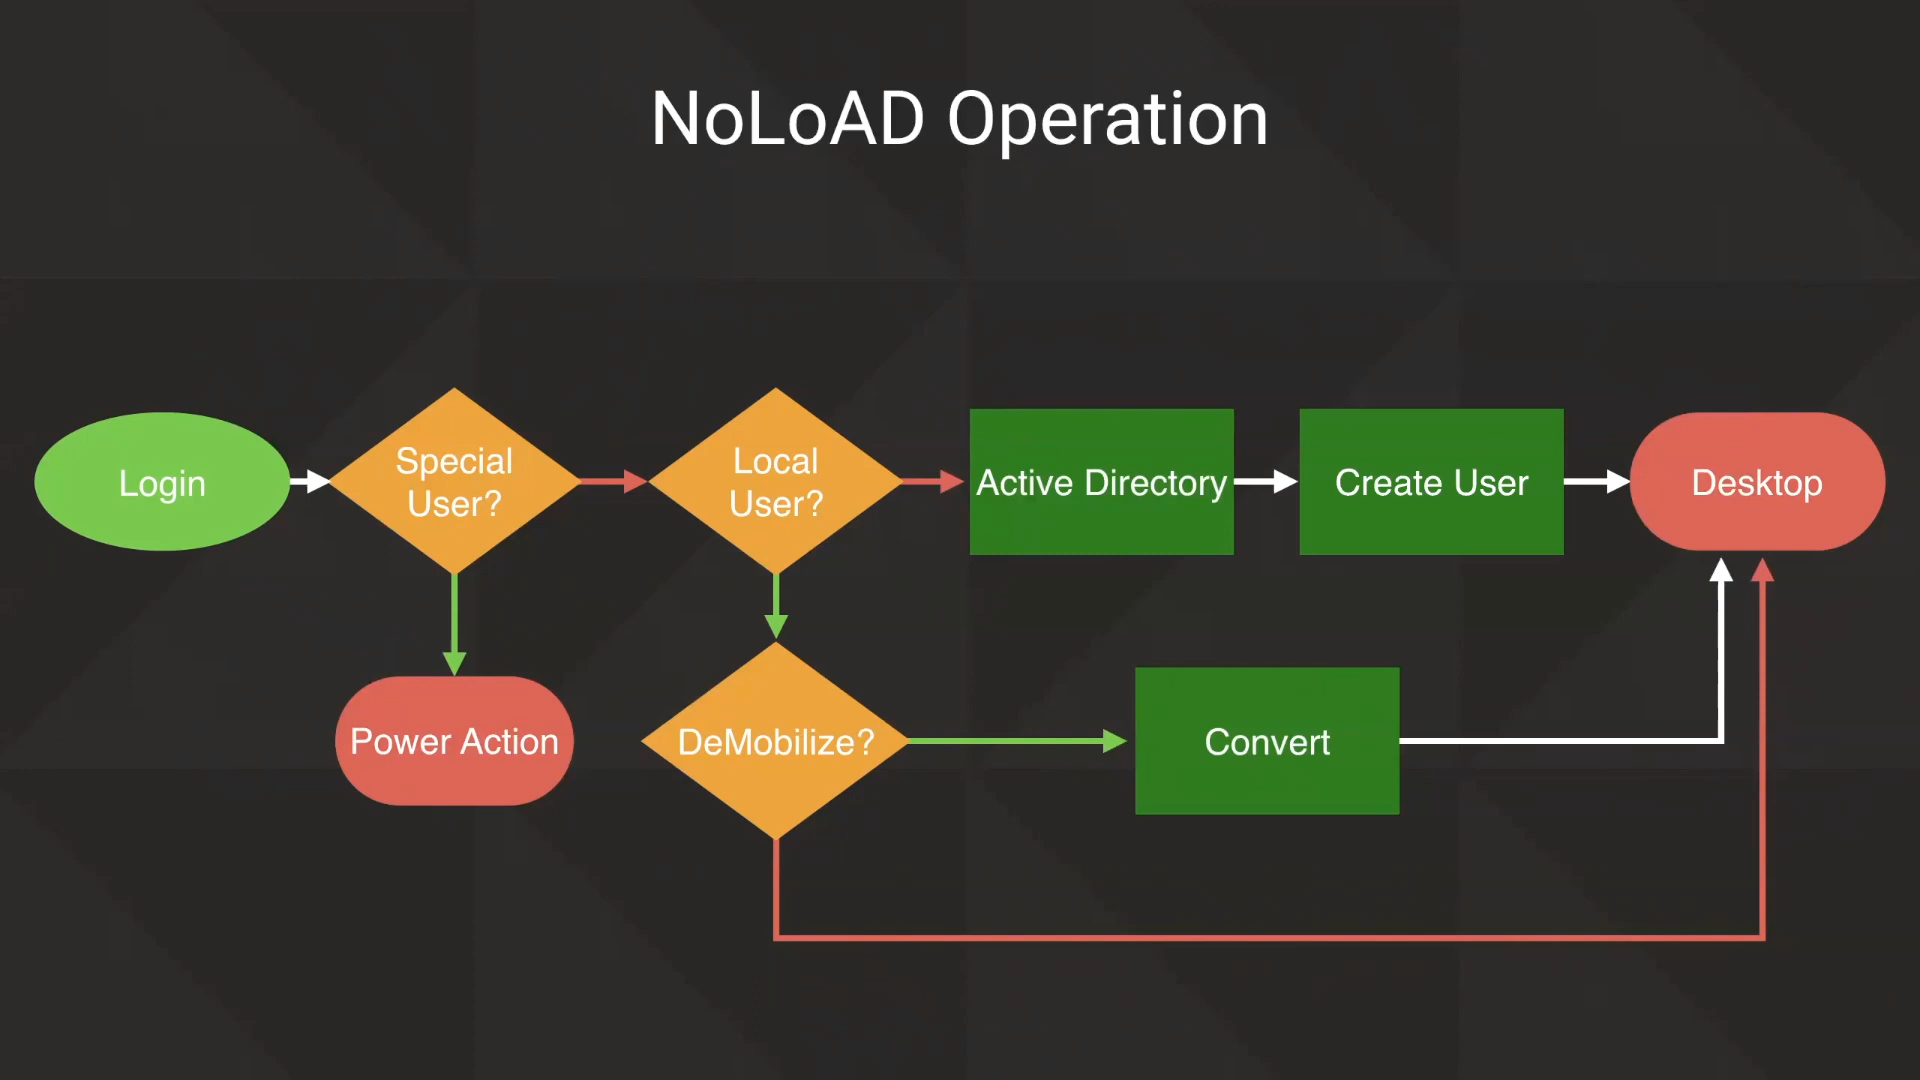 NoLoAD Operation
Login
Special
User?
Local
User?
Active Directory
Create User
Desktop
Power Action
DeMobilize?
Convert